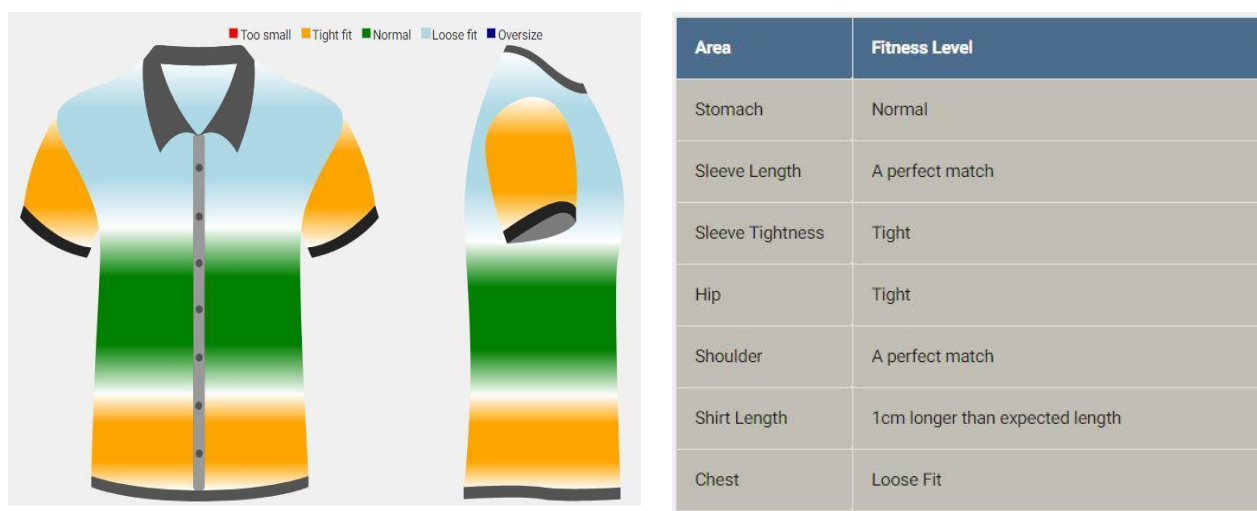 Too small Tight fit Normal Loose fit Oversize
Area Fitness Level
Stomach Normal
Sleeve Length A perfect match
Sleeve Tightness Tight
Hip Tight
Shoulder A perfect match
Shirt Length 1cm longer than expected length
Chest Loose Fit